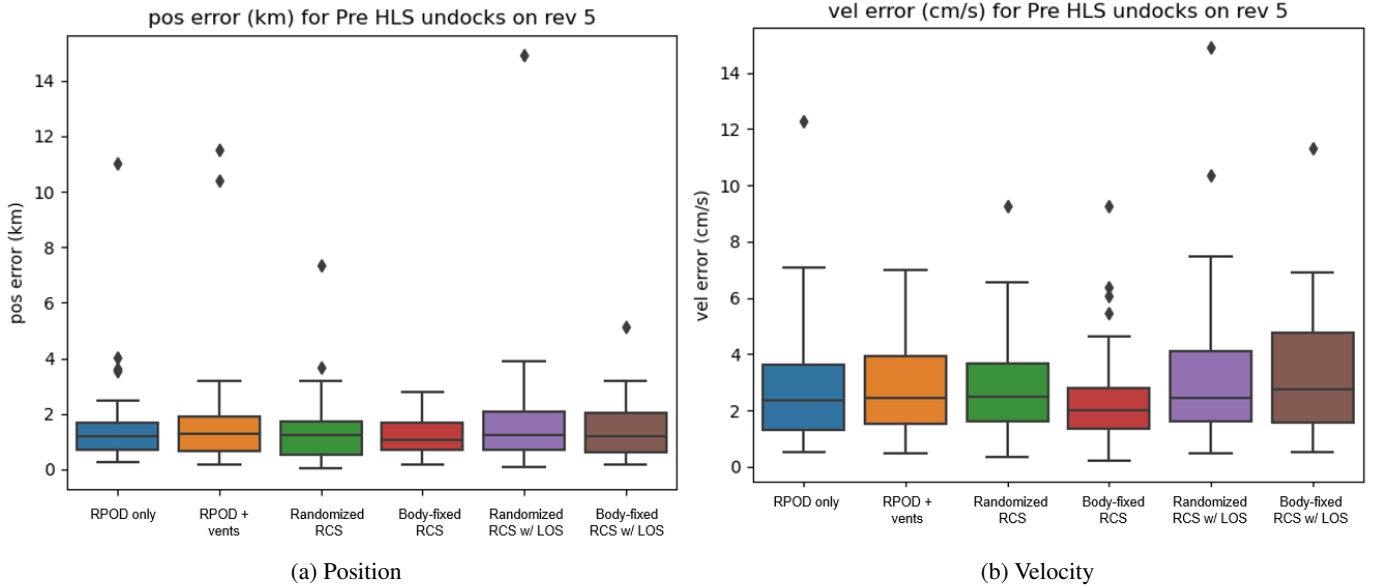 pos error (km) for Pre HLS undocks on rev 5
pos error (km)
14
12
10
8
6
4
2
0
RPOD only
RPOD +
vents
Randomized
RCS
Body-fixed
RCS
Randomized
RCS w/ LOS
Body-fixed
RCS w/ LOS
(a) Position
vel error (cm/s) for Pre HLS undocks on rev 5
vel error (cm/s)
14
12
10
8
6
4
2
0
RPOD only
RPOD +
vents
Randomized
RCS
Body-fixed
RCS
Randomized
RCS w/ LOS
Body-fixed
RCS w/ LOS
(b) Velocity